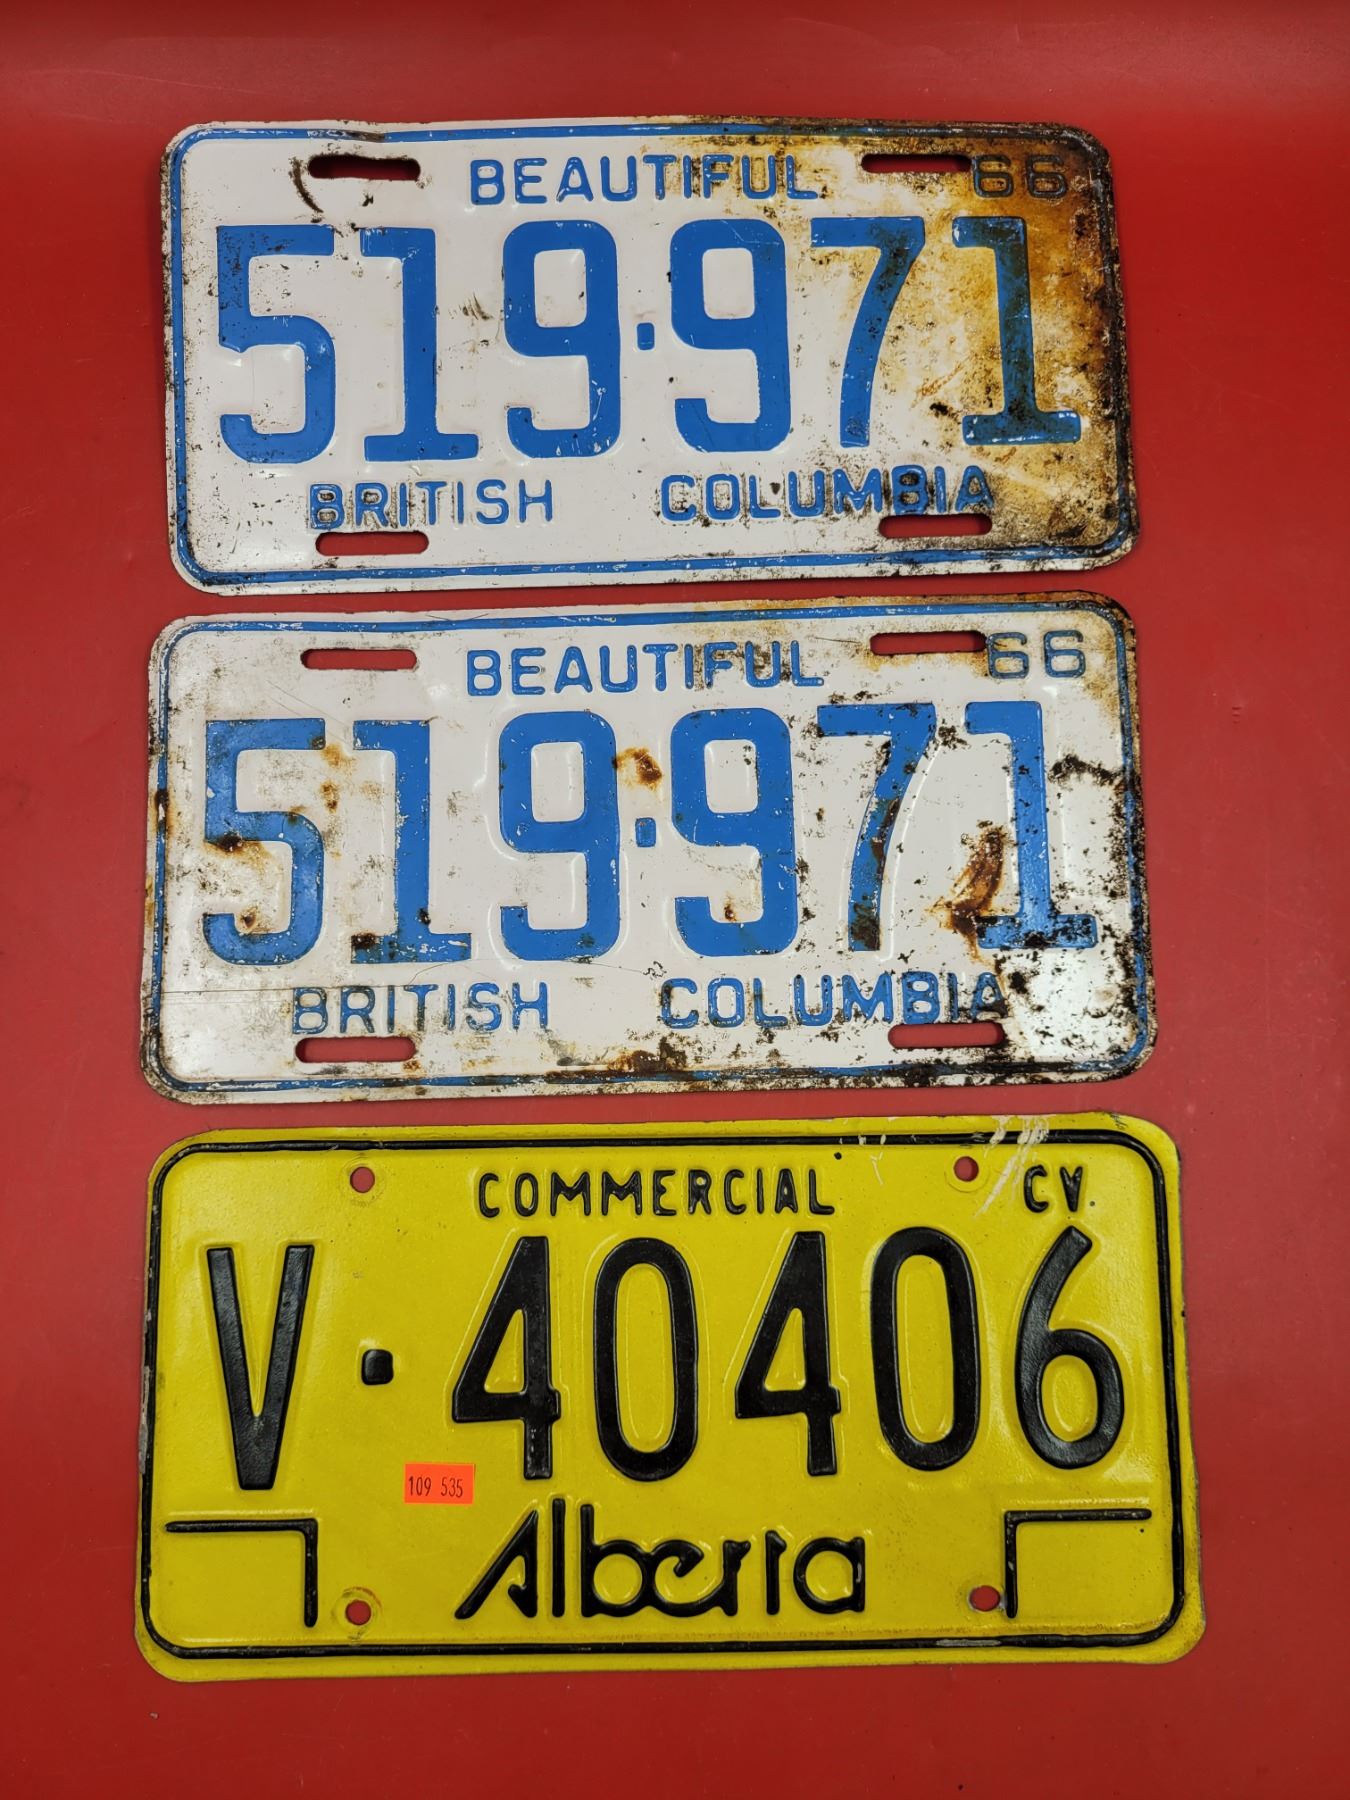 BEAUTIFUL 66
519·971
BRITISH COLUMBIA
BEAUTIFUL 66
519·971
BRITISH COLUMBIA
COMMERCIAL CV
V·40406
109 535
Alberta